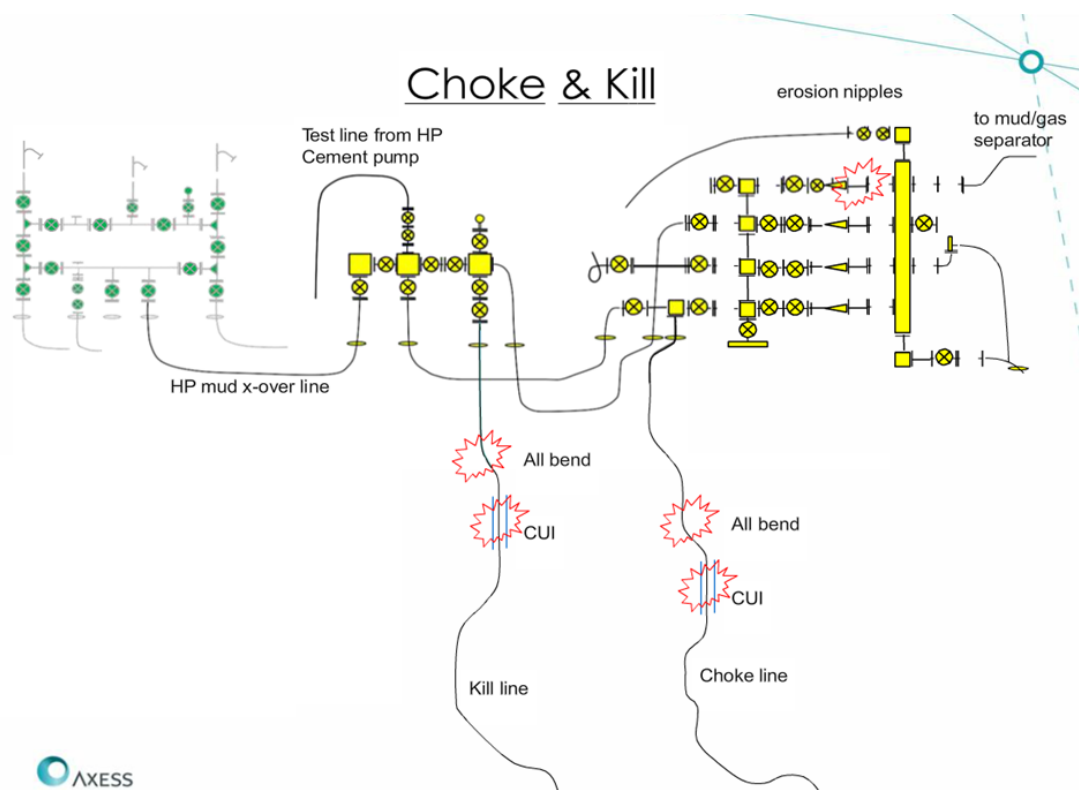 Choke & Kill
erosion nipples
to mud/gas
separator
Test line from HP
Cement pump
HP mud x-over line
All bend
CUI
All bend
CUI
Kill line
Choke line
AXESS